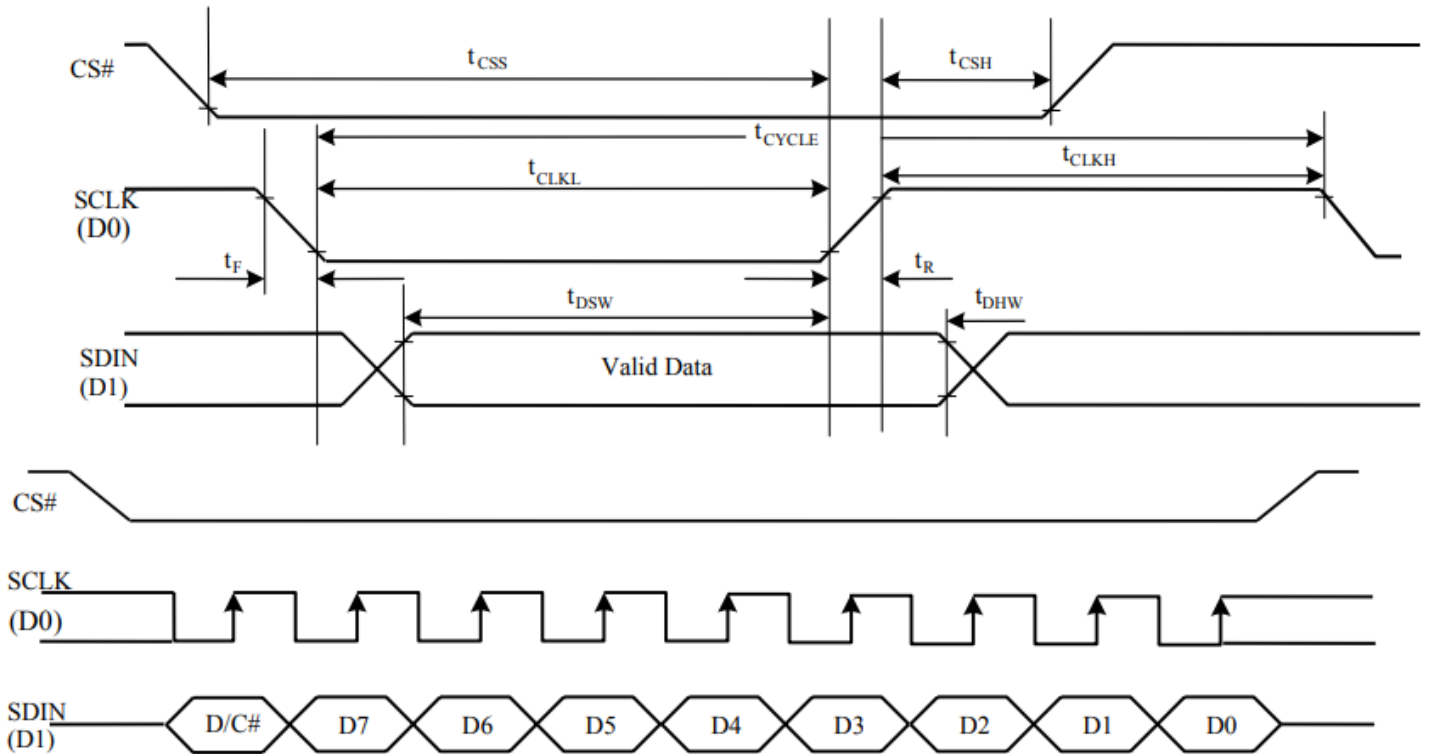 CS#
tCSS
tCSH
tCYCLE
tCLKL
tCLKH
SCLK
(D0)
tF
tR
tDSW
tDHW
SDIN
(D1)
Valid Data
CS#
SCLK
(D0)
SDIN
(D1)
D/C# D7 D6 D5 D4 D3 D2 D1 D0